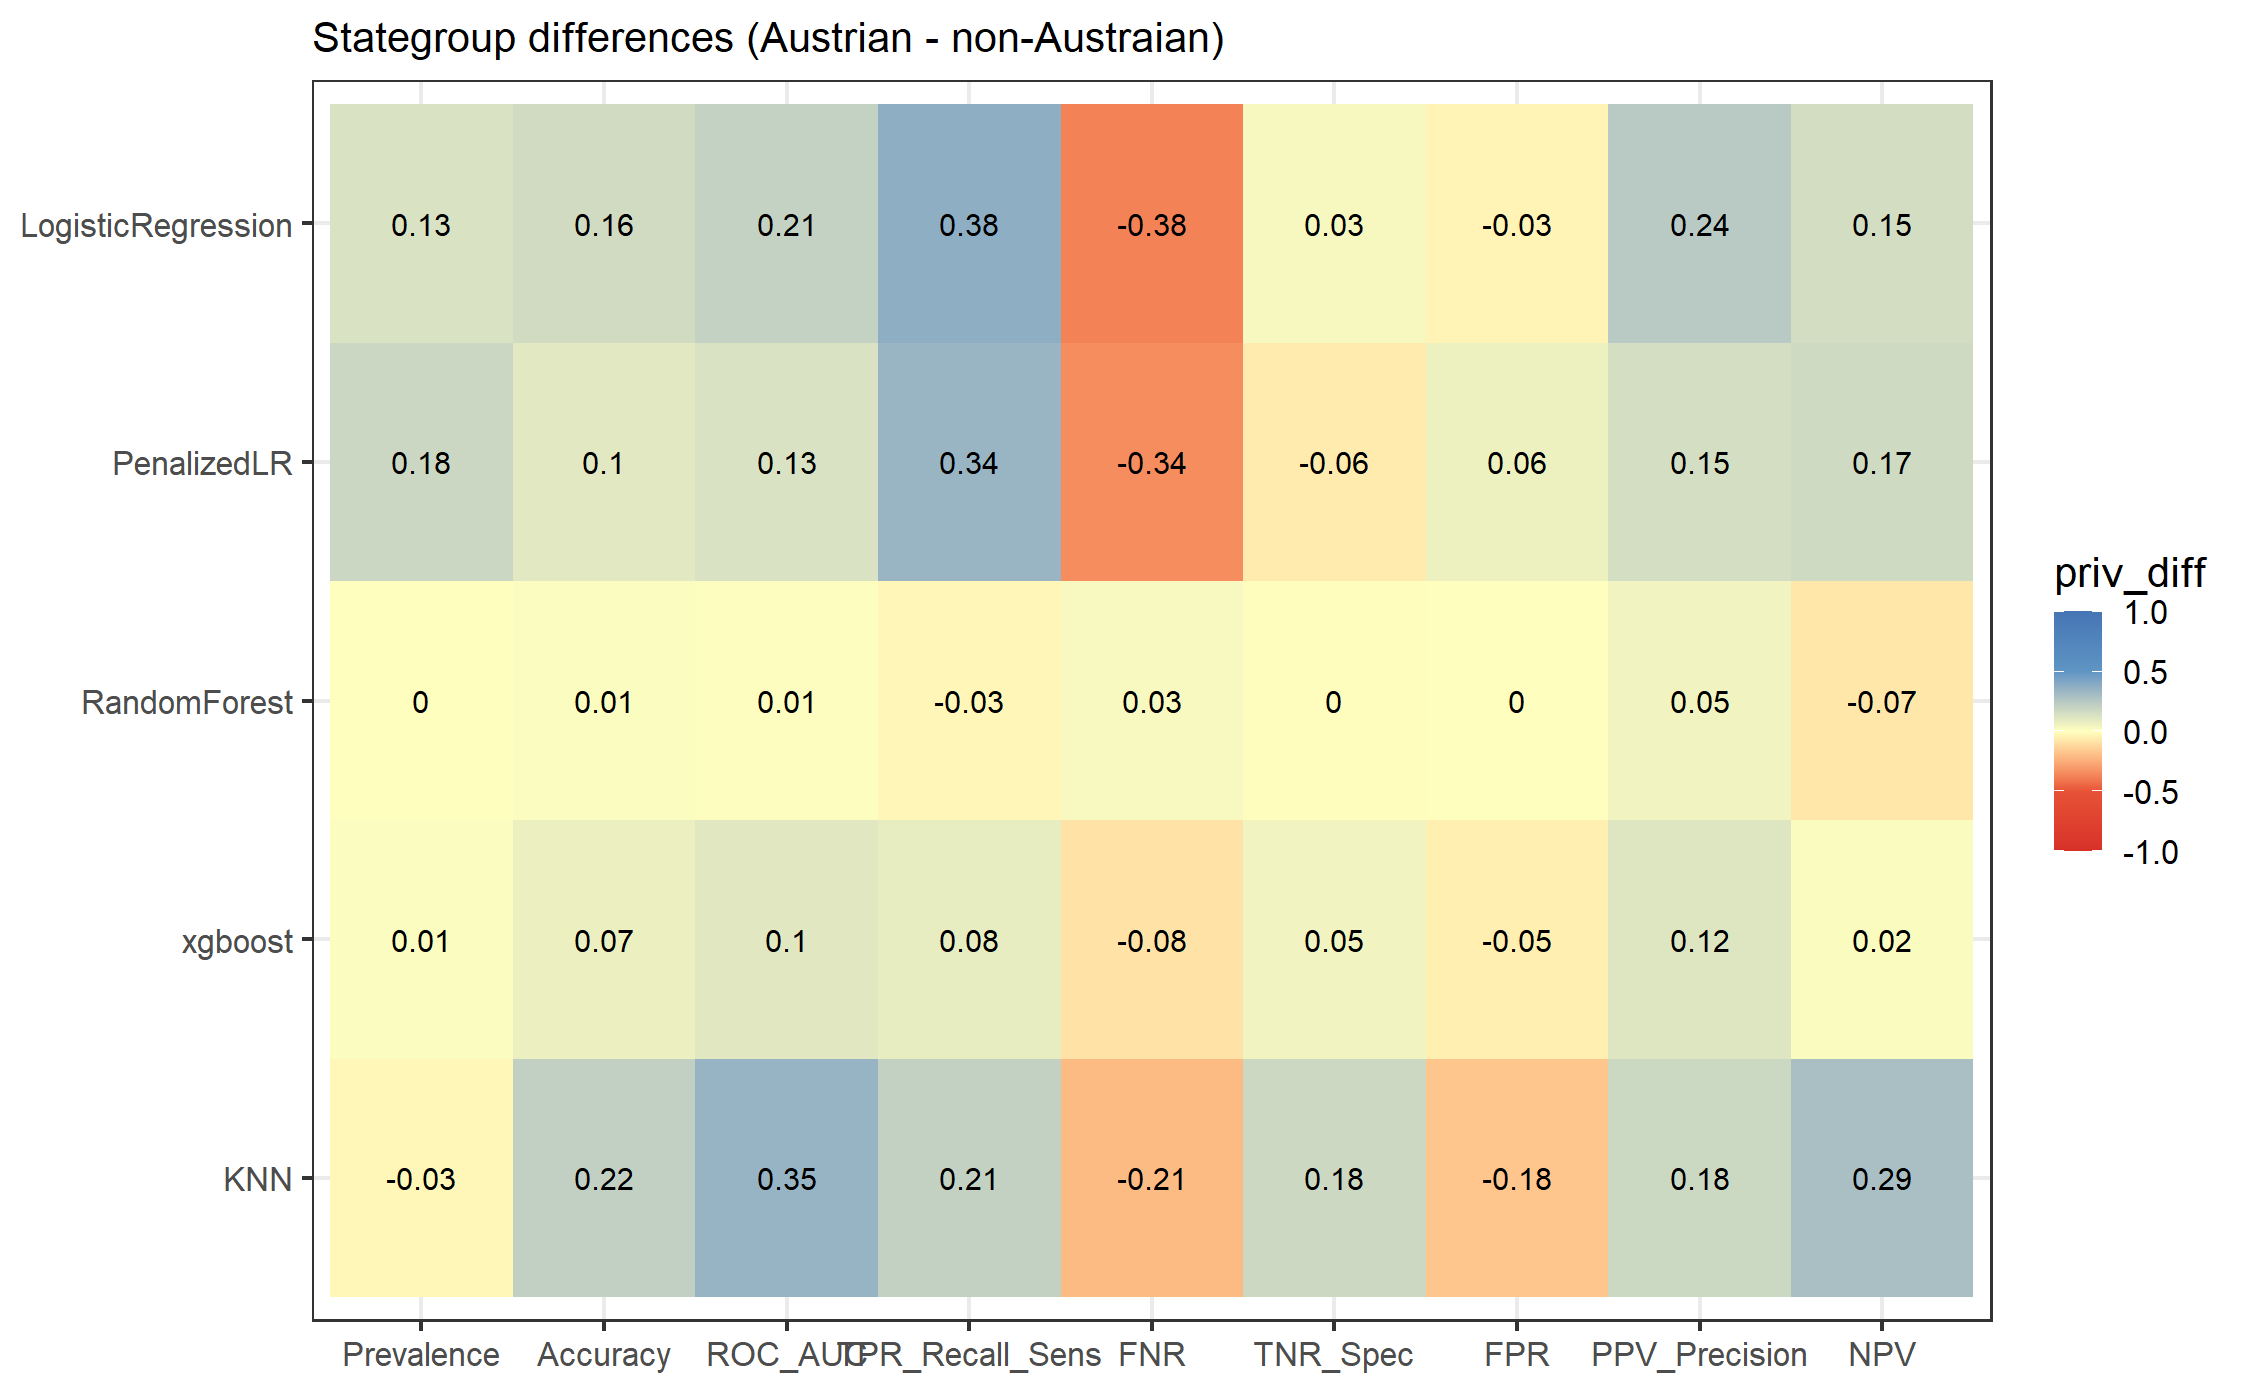 Stategroup differences (Austrian - non-Austraian)
LogisticRegression 0.13 0.16 0.21 0.38 -0.38 0.03 -0.03 0.24 0.15
PenalizedLR 0.18 0.1 0.13 0.34 -0.34 -0.06 0.06 0.15 0.17
RandomForest 0 0.01 0.01 -0.03 0.03 0 0 0.05 -0.07
xgboost 0.01 0.07 0.1 0.08 -0.08 0.05 -0.05 0.12 0.02
KNN -0.03 0.22 0.35 0.21 -0.21 0.18 -0.18 0.18 0.29
Prevalence Accuracy ROC_AUC TPR_Recall_Sens FNR TNR_Spec FPR PPV_Precision NPV
priv_diff
1.0
0.5
0.0
-0.5
-1.0